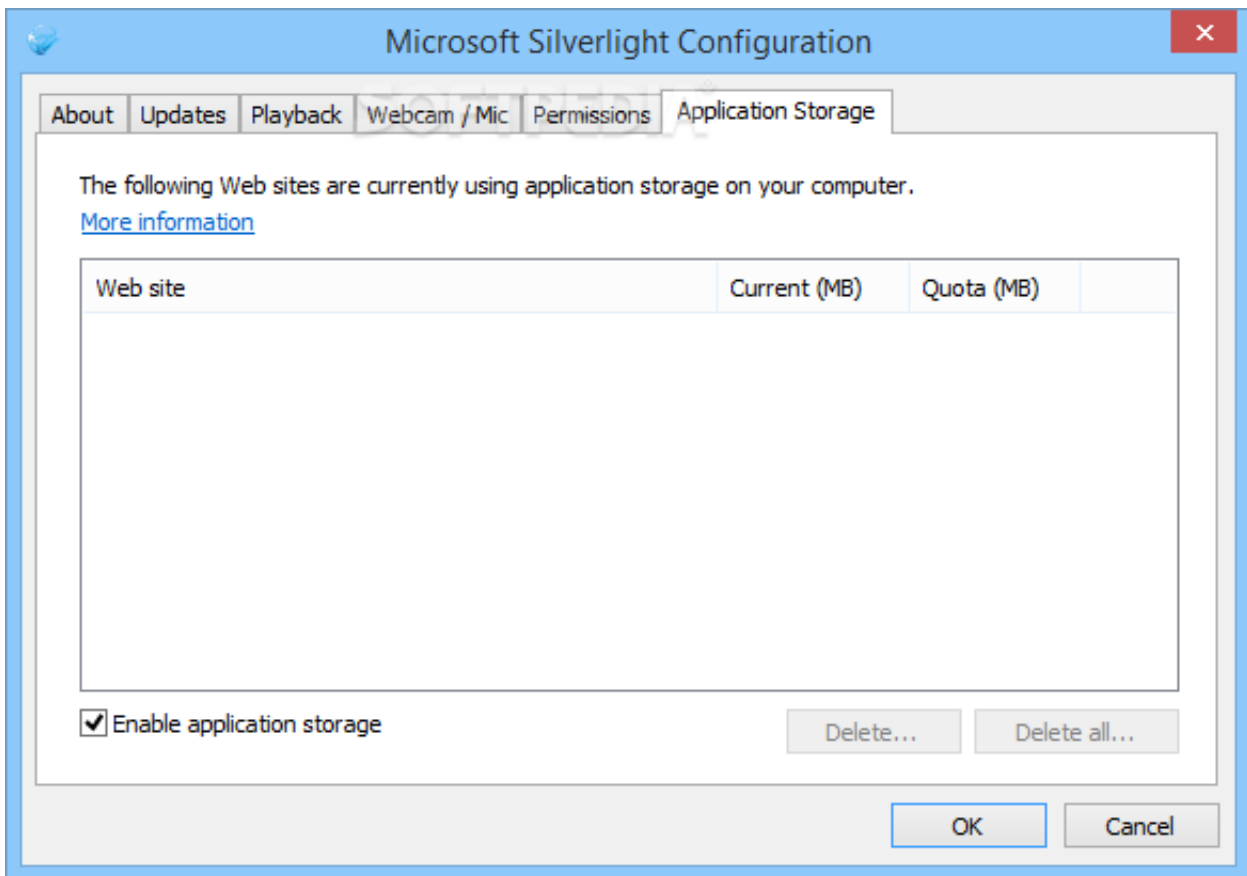 Microsoft Silverlight Configuration
SOFTPEDIA®
About Updates Playback Webcam / Mic Permissions Application Storage
The following Web sites are currently using application storage on your computer.
More information
Web site Current (MB) Quota (MB)
Enable application storage
Delete... Delete all...
OK Cancel